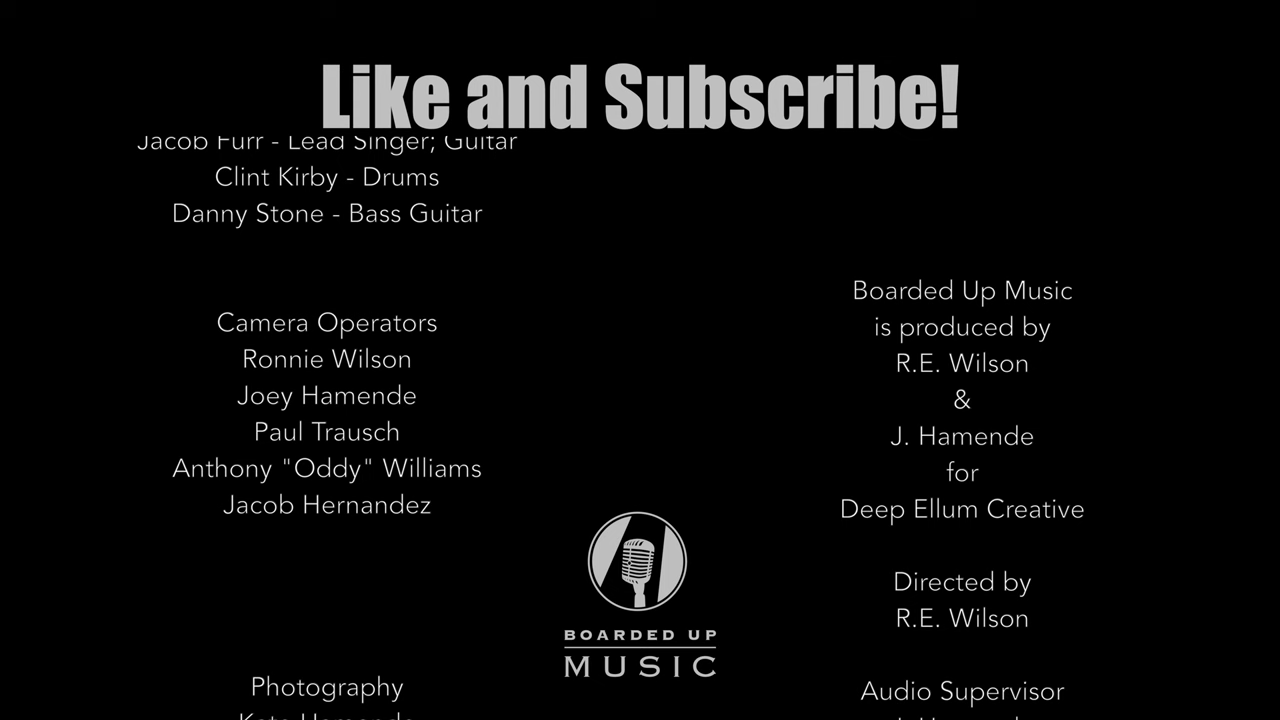 Like and Subscribe!
Jacob Furr - Lead Singer; Guitar
Clint Kirby - Drums
Danny Stone - Bass Guitar
Camera Operators
Ronnie Wilson
Joey Hamende
Paul Trausch
Anthony "Oddy" Williams
Jacob Hernandez
Photography
Boarded Up Music
is produced by
R.E. Wilson
&
J. Hamende
for
Deep Ellum Creative
Directed by
R.E. Wilson
Audio Supervisor
BOARDED UP
MUSIC